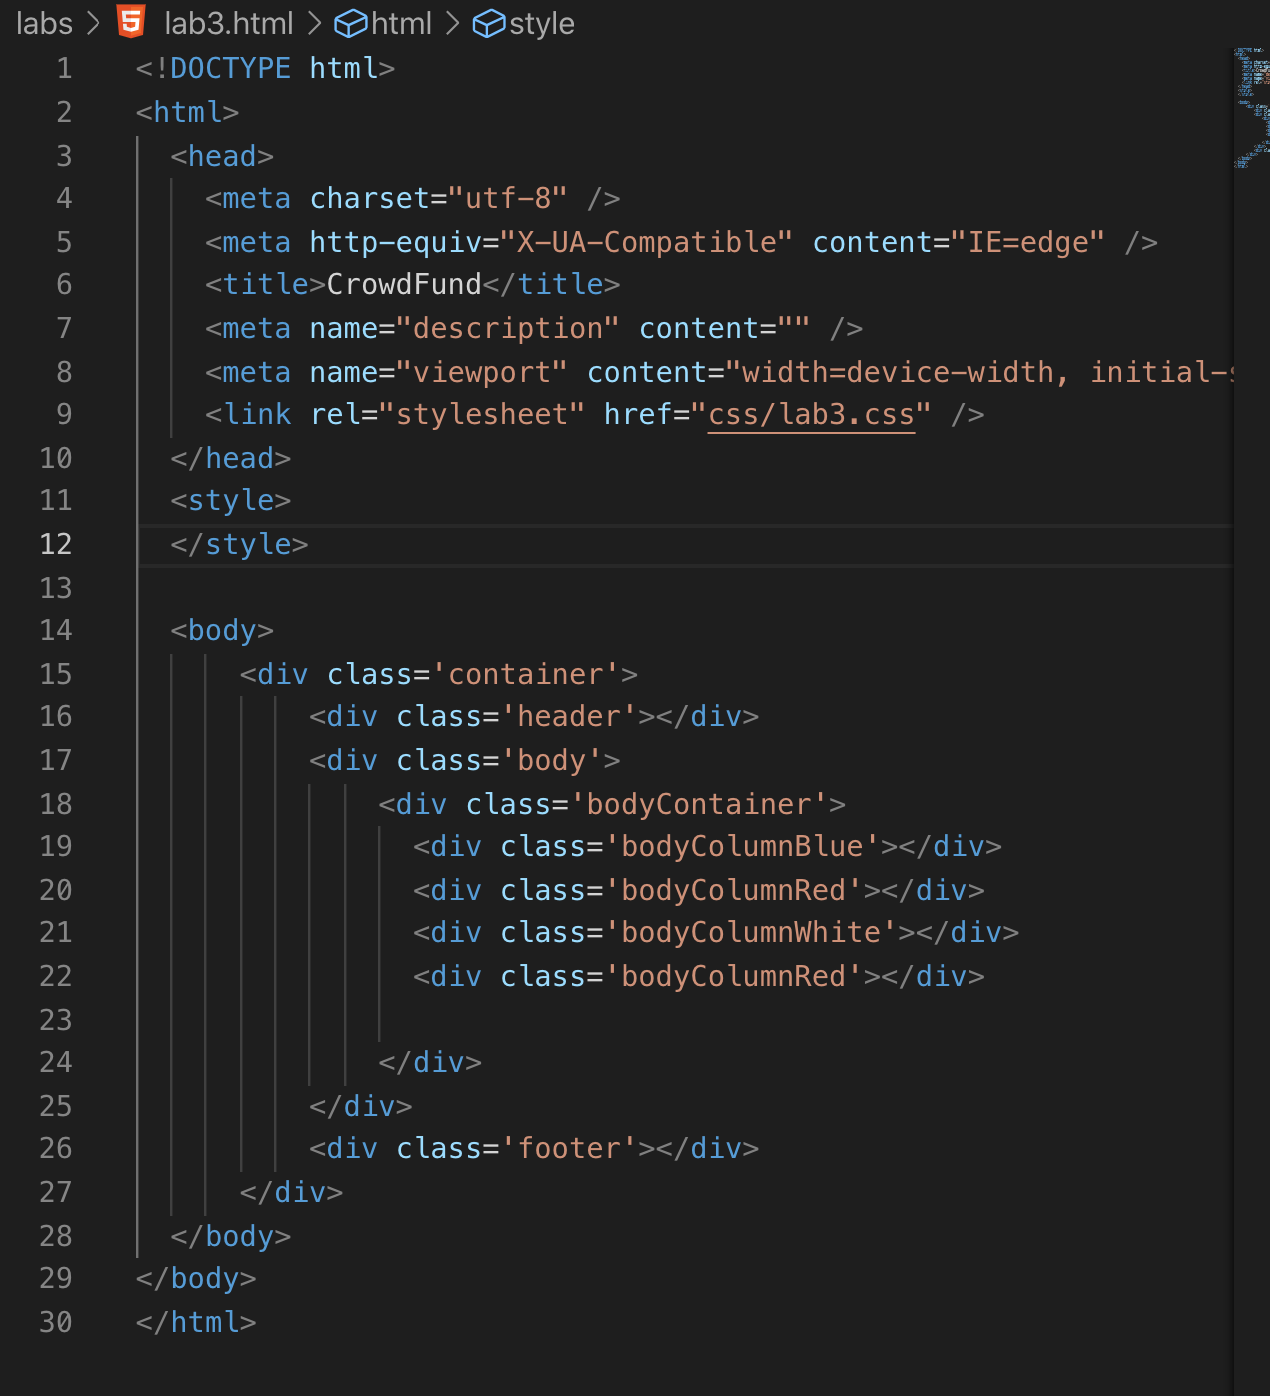 labs > lab3.html > html > style
1 <!DOCTYPE html>
2 <html>
3 <head>
4 <meta charset="utf-8" />
5 <meta http-equiv="X-UA-Compatible" content="IE=edge" />
6 <title>CrowdFund</title>
7 <meta name="description" content="" />
8 <meta name="viewport" content="width=device-width, initial-
9 <link rel="stylesheet" href="css/lab3.css" />
10 </head>
11 <style>
12 </style>
13
14 <body>
15 <div class='container'>
16 <div class='header'></div>
17 <div class='body'>
18 <div class='bodyContainer'>
19 <div class='bodyColumnBlue'></div>
20 <div class='bodyColumnRed'></div>
21 <div class='bodyColumnWhite'></div>
22 <div class='bodyColumnRed'></div>
23
24 </div>
25 </div>
26 <div class='footer'></div>
27 </div>
28 </body>
29 </body>
30 </html>